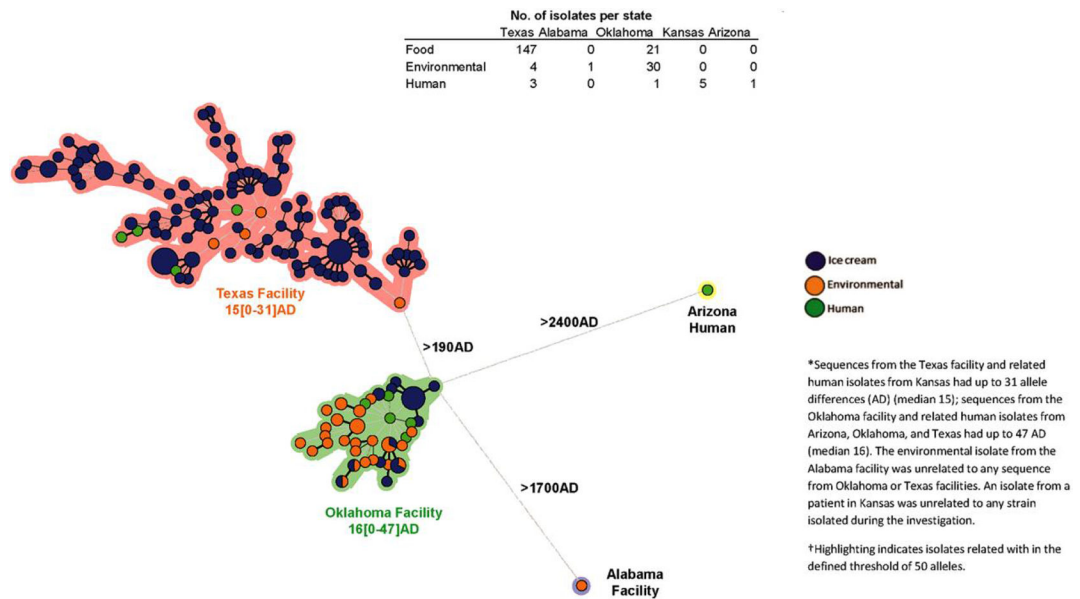 No. of isolates per state
Texas Alabama Oklahoma Kansas Arizona
Food 147 0 21 0 0
Environmental 4 1 30 0 0
Human 3 0 1 5 1
Texas Facility
15[0-31]AD
>190AD
>2400AD
Arizona
Human
Ice cream
Environmental
Human
Oklahoma Facility
16[0-47]AD
>1700AD
Alabama
Facility
*Sequences from the Texas facility and related
human isolates from Kansas had up to 31 allele
differences (AD) (median 15); sequences from the
Oklahoma facility and related human isolates from
Arizona, Oklahoma, and Texas had up to 47 AD
(median 16). The environmental isolate from the
Alabama facility was unrelated to any sequence
from Oklahoma or Texas facilities. An isolate from a
patient in Kansas was unrelated to any strain
isolated during the investigation.
†Highlighting indicates isolates related with in the
defined threshold of 50 alleles.